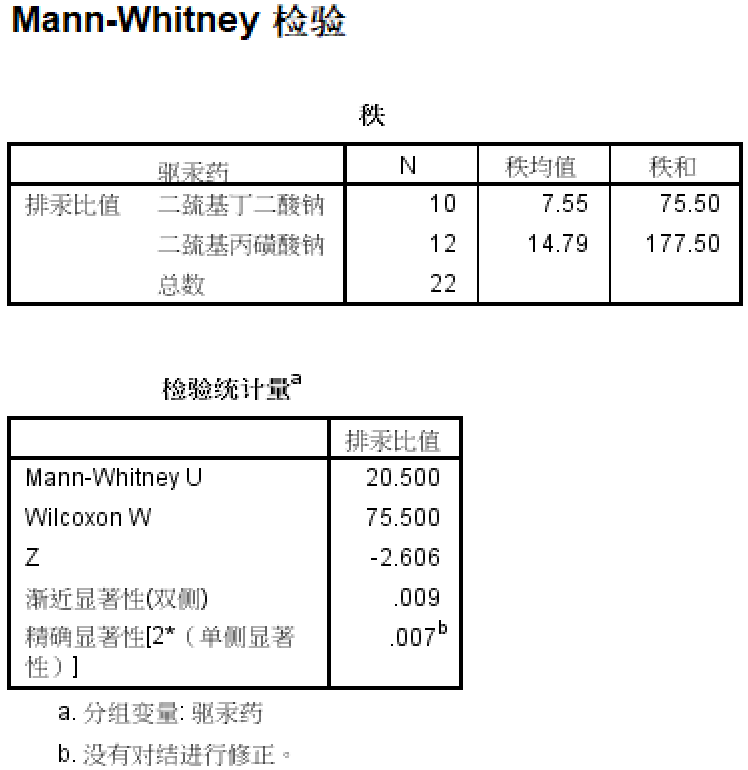 Mann-Whitney 检验
秩
驱汞药 N 秩均值 秩和
排汞比值 二巯基丁二酸钠 10 7.55 75.50
二巯基丙磺酸钠 12 14.79 177.50
总数 22
检验统计量a
排汞比值
Mann-Whitney U 20.500
Wilcoxon W 75.500
Z -2.606
渐近显著性(双侧) .009
精确显著性[2*（单侧显著 .007b
性）]
a. 分组变量: 驱汞药
b. 没有对结进行修正。